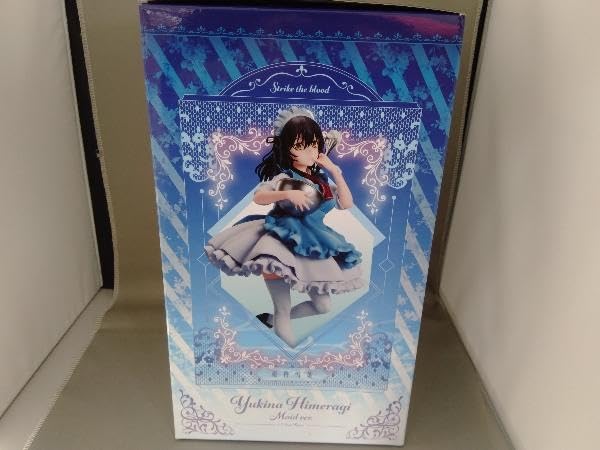 Strike the blood
Yukina Himeragi
Maid ver.